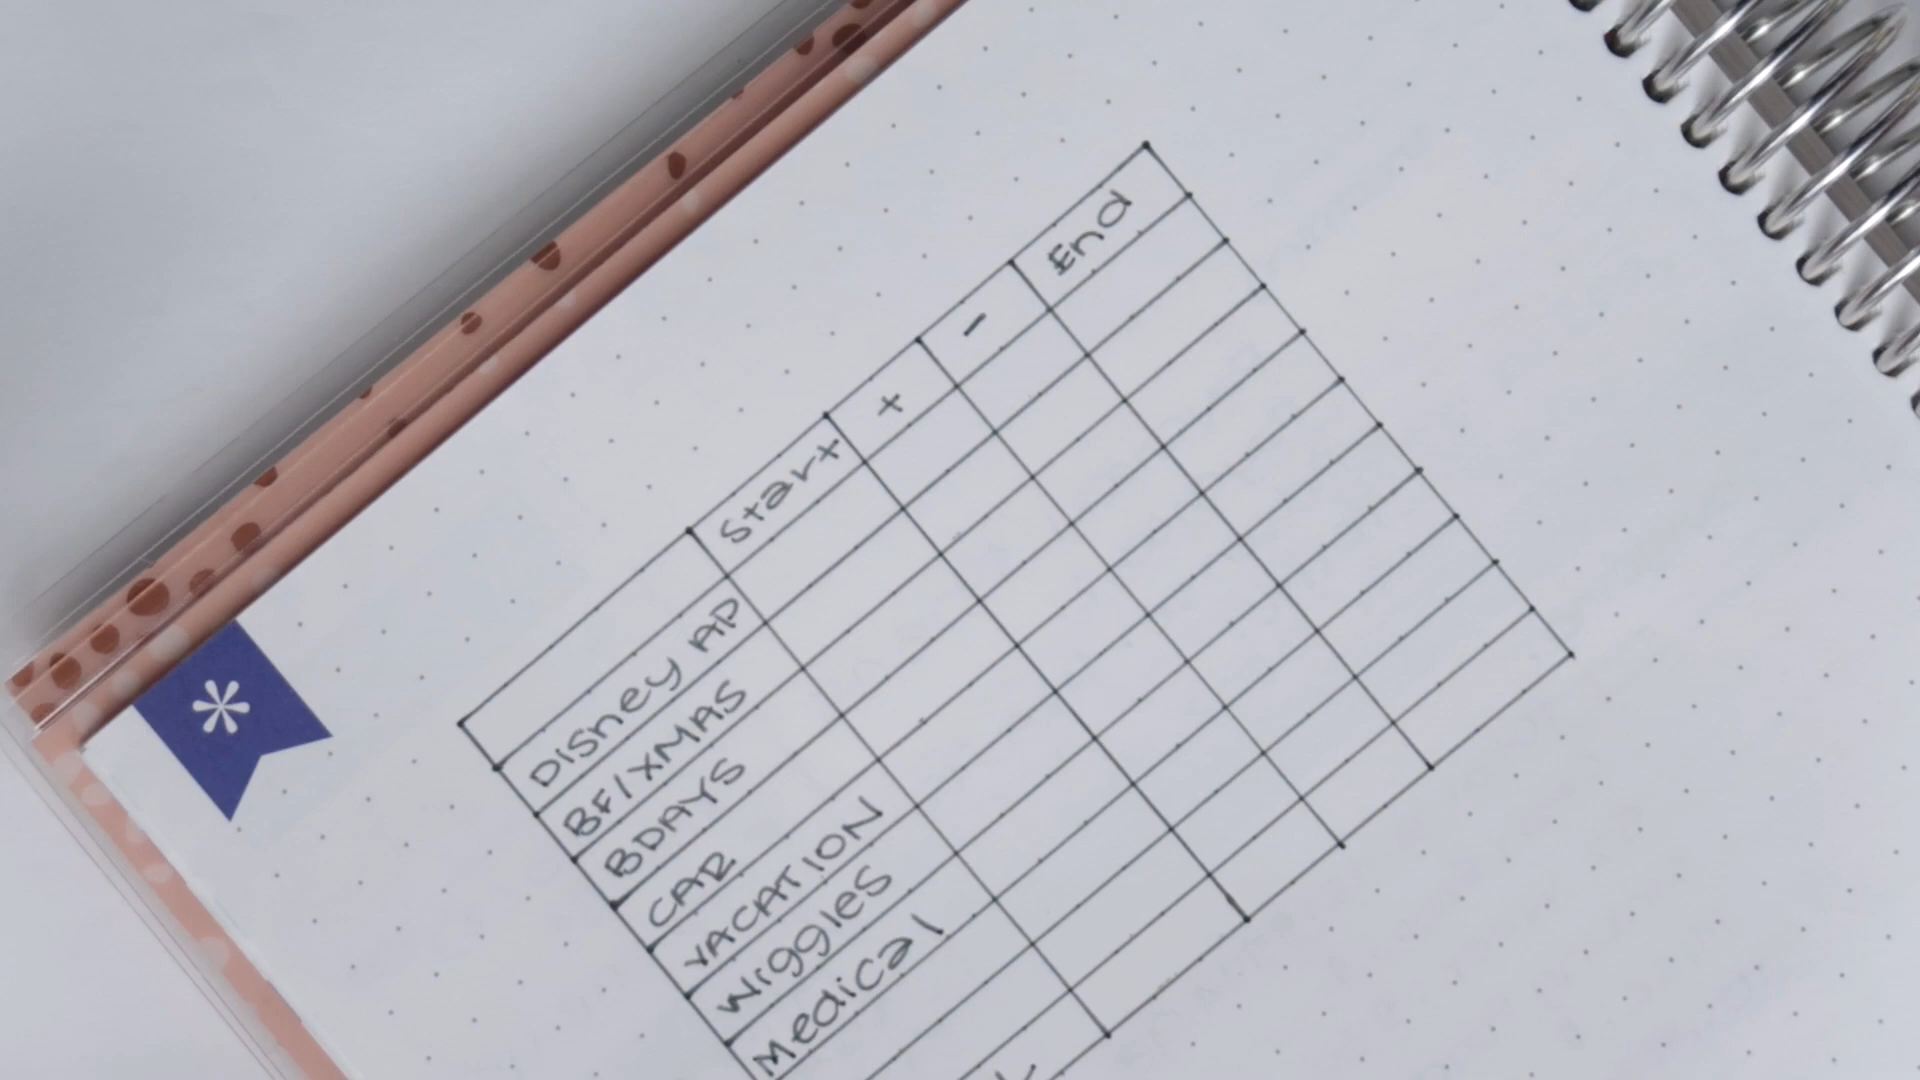 Start + - End
Disney AP
BF/XMAS
BDAYS
CAR
VACATION
Wiggles
Medical